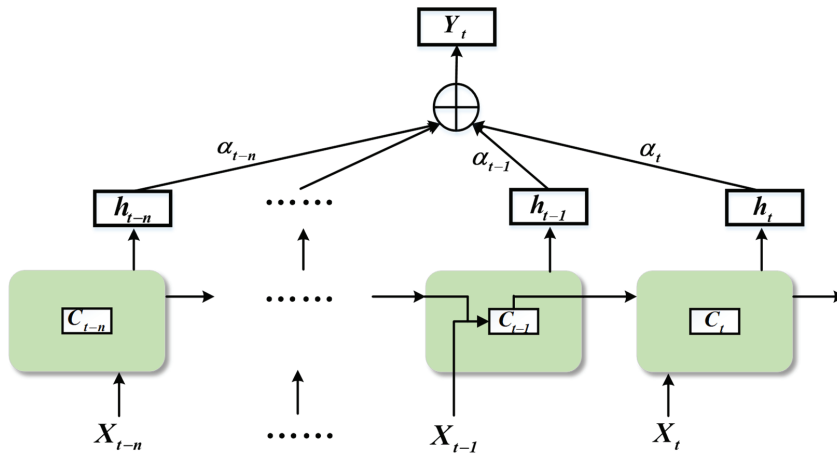 Y_t
α_{t-n} α_{t-1} α_t
h_{t-n} ...... h_{t-1} h_t
C_{t-n} ...... C_{t-1} C_t
X_{t-n} ...... X_{t-1} X_t